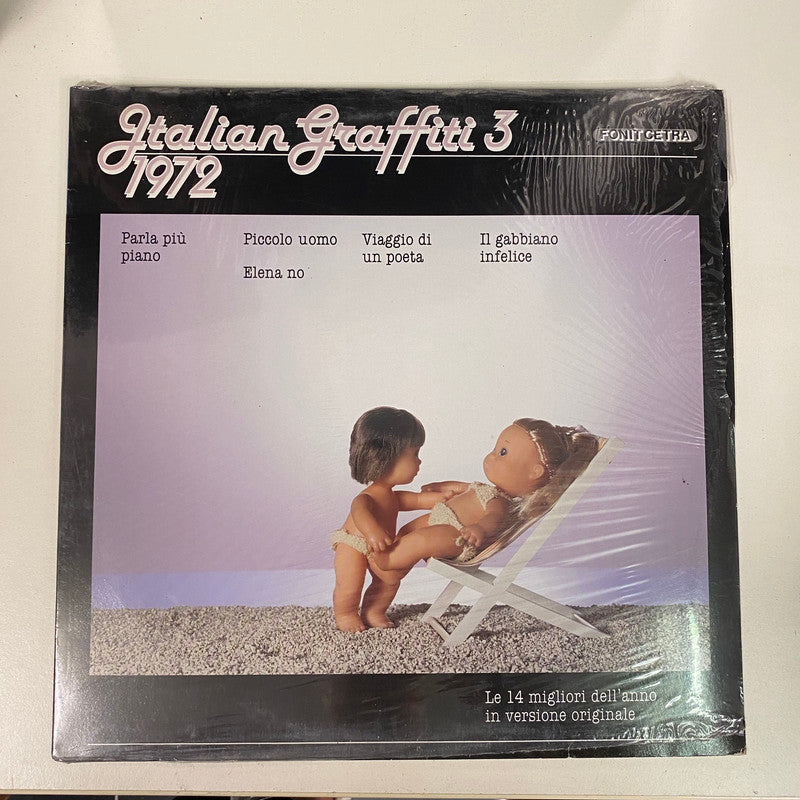 Italian Graffiti 3
1972
FONIT CETRA
Parla più
piano
Piccolo uomo
Elena no
Viaggio di
un poeta
Il gabbiano
infelice
Le 14 migliori dell'anno
in versione originale